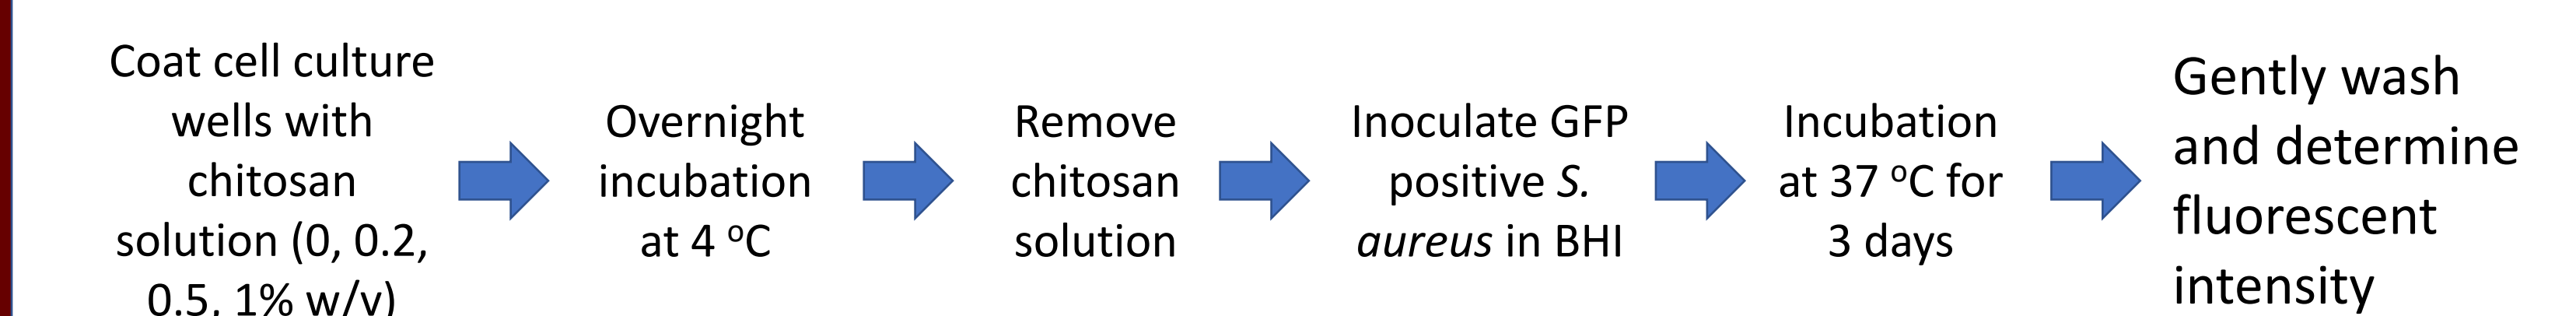 Coat cell culture
wells with
chitosan
solution (0, 0.2,
0.5, 1% w/v)
Overnight
incubation
at 4 ºC
Remove
chitosan
solution
Inoculate GFP
positive S.
aureus in BHI
Incubation
at 37 ºC for
3 days
Gently wash
and determine
fluorescent
intensity